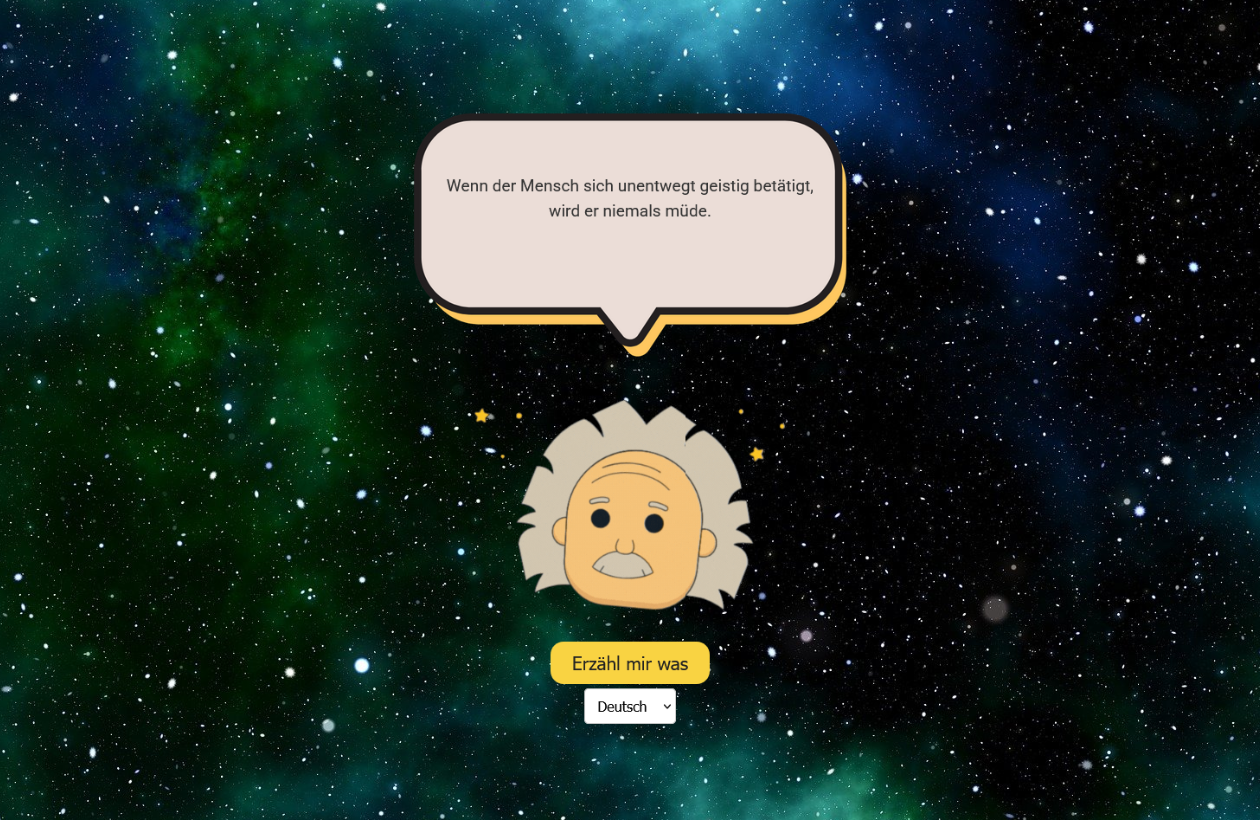 Wenn der Mensch sich unentwegt geistig betätigt,
wird er niemals müde.
Erzähl mir was
Deutsch